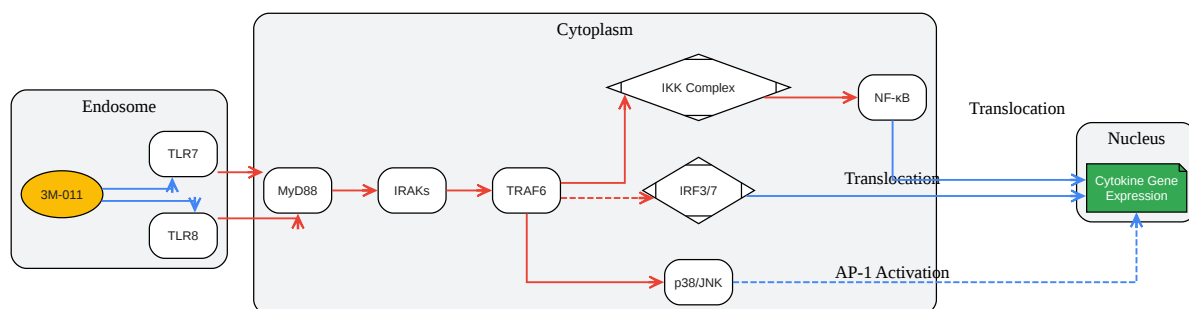 Cytoplasm
IKK Complex
NF-κB
Translocation
Endosome
Nucleus
TLR7
3M-011
MyD88
IRAKs
TRAF6
IRF3/7
Translocation
Cytokine Gene
Expression
TLR8
p38/JNK
AP-1 Activation